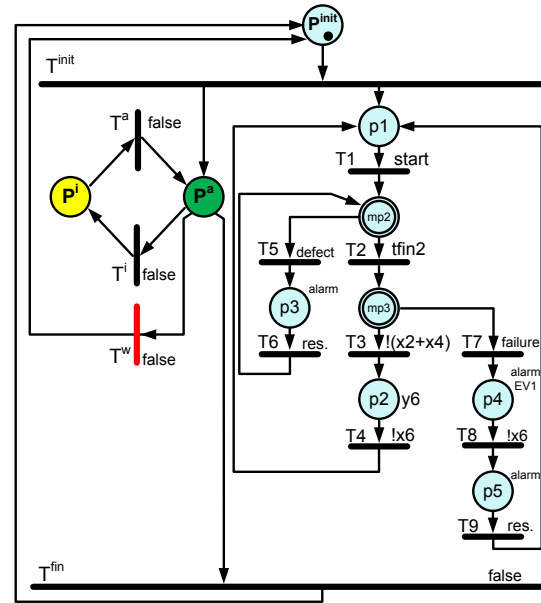 P^init
T^init
T^a false
p1
T1 start
P^i
P^a
mp2
T5 defect
T2 tfin2
T^i false
p3 alarm
mp3
T^w false
T6 res.
T3 !(x2+x4)
T7 failure
p2 y6
p4 alarm
EV1
T4 !x6
T8 !x6
p5 alarm
T9 res.
T^fin
false